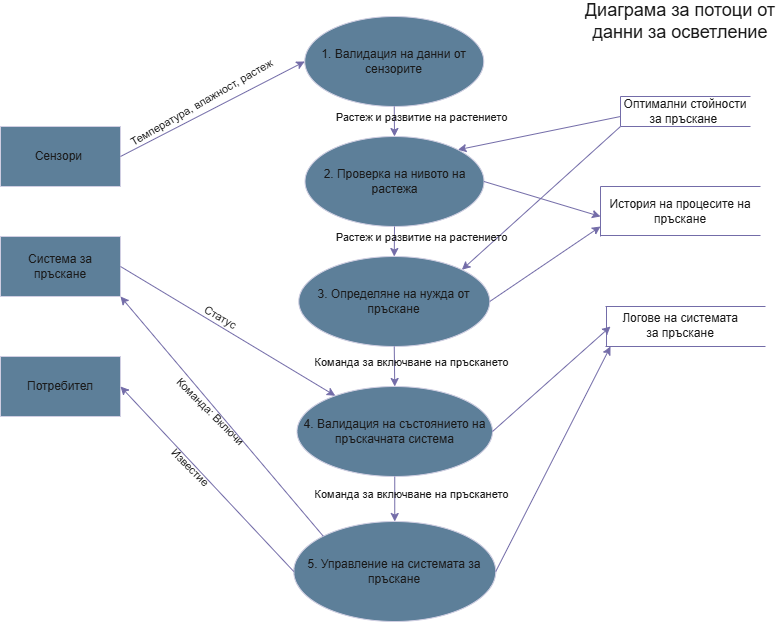 Диаграма за потоци от
данни за осветление
1. Валидация на данни от
сензорите
Температура, влажност, растеж
Сензори
Растеж и развитие на растението
Оптимални стойности
за пръскане
2. Проверка на нивото на
растежа
История на процесите на
пръскане
Растеж и развитие на растението
Система за
пръскане
3. Определяне на нужда от
пръскане
Статус
Логове на системата
за пръскане
Команда за включване на пръскането
Потребител
Команда: Включи
4. Валидация на състоянието на
пръскачната система
Известие
Команда за включване на пръскането
5. Управление на системата за
пръскане